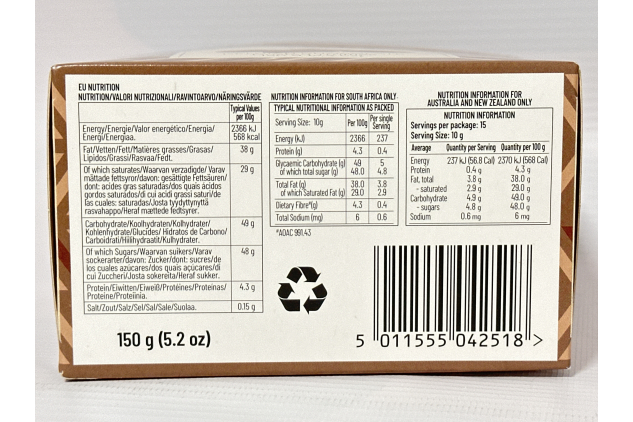 EU NUTRITION
NUTRITION/VALORI NUTRIZIONALI/RAVINTOARVO/NÄRINGSVÄRDE
Typical Values
per 100g
Energy/Energie/Valor energético/Energia/
Energi/Energiaa.
2366 kJ
568 kcal
Fat/Vetten/Fett/Matières grasses/Grasas/
Lipidos/Grassi/Rasvaa/Fedt.
38 g
Of which saturates/Waarvan verzadigde/Varav
mättade fettsyror/davon: gesättigte Fettsäuren/
dont: acides gras saturadas/dos quais ácidos
gordos saturados/di cui acidi grassi saturi/de
las cuales: saturadas/Josta tyydyttynyttä
rasvahappo/Heraf mættede fedtsyrer.
29 g
Carbohydrate/Koolhydraten/Kolhydrater/
Kohlenhydrate/Glucides/ Hidratos de Carbono/
Carboidrati/Hiilihydraatit/Kulhydrater.
49 g
Of which Sugars/Waarvan suikers/Varav
sockerarter/davon: Zucker/dont: sucres/de
los cuales azúcares/dos quais açúcares/di
cui Zuccheri/Josta sokereita/Heraf sukker.
48 g
Protein/Eiwitten/Eiweiß/Protéines/Proteinas/
Proteine/Proteiinia.
4.3 g
Salt/Zout/Salz/Sel/Sal/Sale/Suolaa.
0.15 g
150 g (5.2 oz)
NUTRITION INFORMATION FOR SOUTH AFRICA ONLY
TYPICAL NUTRITIONAL INFORMATION AS PACKED
Serving Size: 10g Per 100g Per single
Serving
Energy (kJ) 2366 237
Protein (g) 4.3 0.4
Glycaemic Carbohydrate (g) 49 5
of which total sugar (g) 48.0 4.8
Total Fat (g) 38.0 3.8
of which Saturated Fat (g) 29.0 2.9
Dietary Fibre*(g) 4.3 0.4
Total Sodium (mg) 6 0.6
*AOAC 991.43
NUTRITION INFORMATION FOR
AUSTRALIA AND NEW ZEALAND ONLY
NUTRITION INFORMATION
Servings per package: 15
Serving Size: 10 g
Average Quantity per Serving Quantity per 100 g
Energy 237 kJ (56.8 Cal) 2370 kJ (568 Cal)
Protein 0.4 g 4.3 g
Fat, total 3.8 g 38.0 g
- saturated 2.9 g 29.0 g
Carbohydrate 4.9 g 49.0 g
- sugars 4.8 g 48.0 g
Sodium 0.6 mg 6 mg
5 011555 042518 >